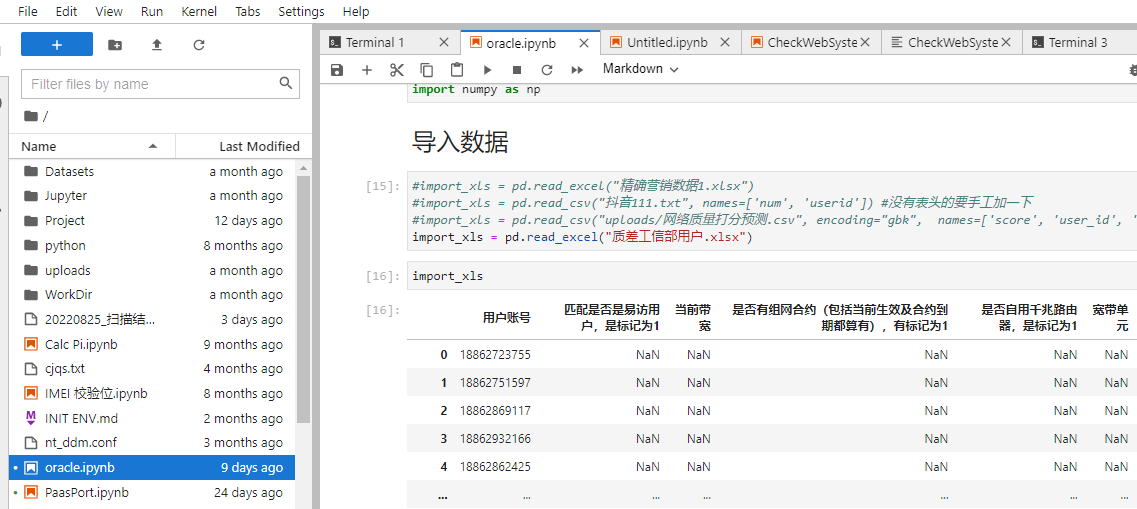 File Edit View Run Kernel Tabs Settings Help
Filter files by name
/
Name Last Modified
Datasets a month ago
Jupyter a month ago
Project 12 days ago
python 8 months ago
uploads a month ago
WorkDir a month ago
20220825_扫描结... 3 days ago
Calc Pi.ipynb 9 months ago
cjqs.txt 4 months ago
IMEI 校验位.ipynb 8 months ago
INIT ENV.md 2 months ago
nt_ddm.conf 3 months ago
oracle.ipynb 9 days ago
PaasPort.ipynb 24 days ago
Terminal 1 oracle.ipynb Untitled.ipynb CheckWebSyste CheckWebSyste Terminal 3
Markdown
import numpy as np
导入数据
[15]: #import_xls = pd.read_excel("精确营销数据1.xlsx")
#import_xls = pd.read_csv("抖音111.txt", names=['num', 'userid']) #没有表头的要手工加一下
#import_xls = pd.read_csv("uploads/网络质量打分预测.csv", encoding="gbk", names=['score', 'user_id', '
import_xls = pd.read_excel("质差工信部用户.xlsx")
[16]: import_xls
[16]:
用户账号 匹配是否是易访用户，是标记为1 当前带宽 是否有组网合约（包括当前生效及合约到期都算有），有标记为1 是否自用千兆路由器，是标记为1 宽带单元
0 18862723755 NaN NaN NaN NaN NaN
1 18862751597 NaN NaN NaN NaN NaN
2 18862869117 NaN NaN NaN NaN NaN
3 18862932166 NaN NaN NaN NaN NaN
4 18862862425 NaN NaN NaN NaN NaN
... ... ... ... ... ... ...